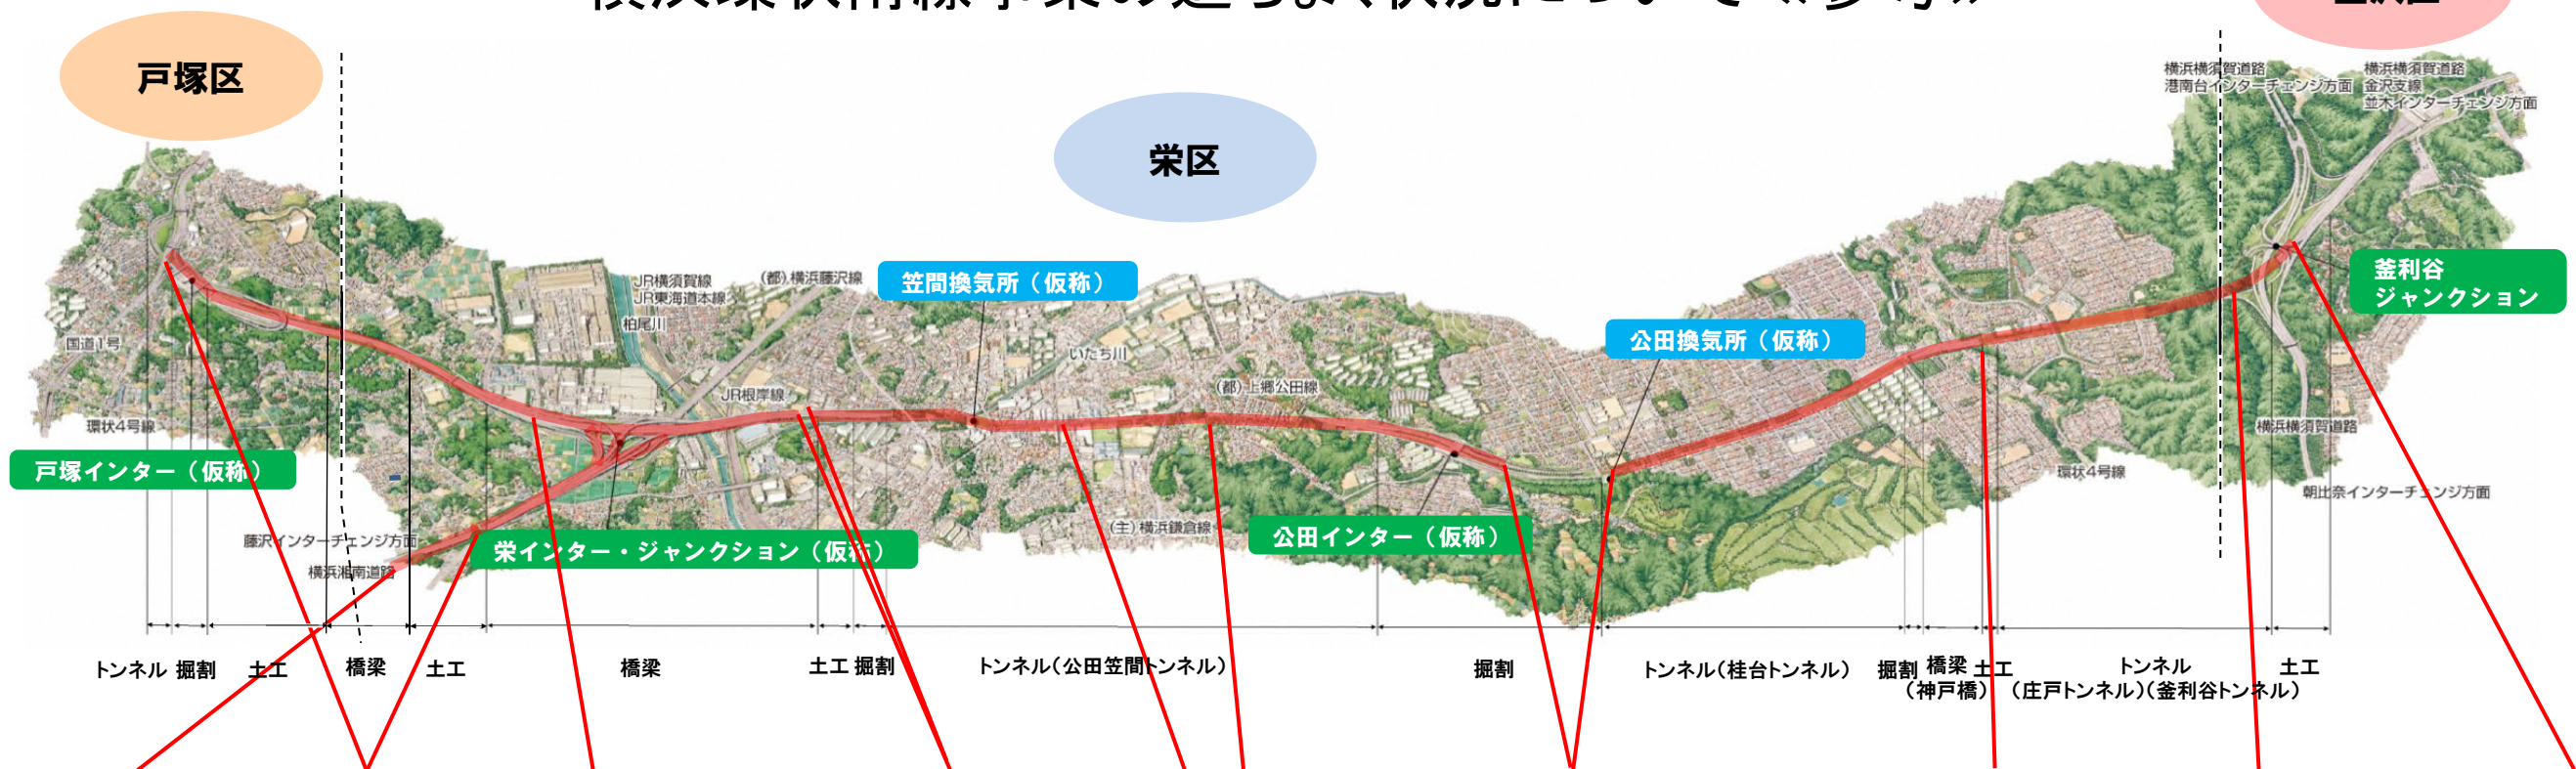 戸塚区
栄区
横浜横須賀道路
港南台インターチェンジ方面
横浜横須賀道路
金沢支線
並木インターチェンジ方面
釜利谷
ジャンクション
JR横須賀線
JR東海道本線
(都)横浜藤沢線
笠間換気所（仮称）
柏尾川
国道1号
いたち川
公田換気所（仮称）
JR根岸線
(都)上郷公田線
環状4号線
横浜横須賀道路
戸塚インター（仮称）
環状4号線
朝比奈インターチェンジ方面
(主)横浜鎌倉線
公田インター（仮称）
藤沢インターチェンジ方面
栄インター・ジャンクション（仮称）
横浜湘南道路
トンネル 掘割 土工 橋梁 土工 橋梁 土工 掘割 トンネル(公田笠間トンネル) 掘割 トンネル(桂台トンネル) 掘割 橋梁 土工 トンネル 土工
(神戸橋) (庄戸トンネル)(釜利谷トンネル)